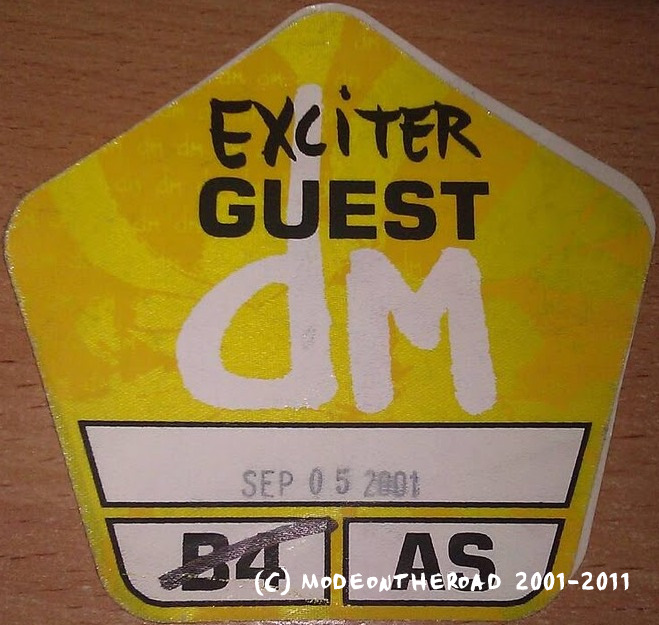 EXCITER
GUEST
dM
SEP 05 2001
B4 AS
(C) MODEONTHEROAD 2001-2011